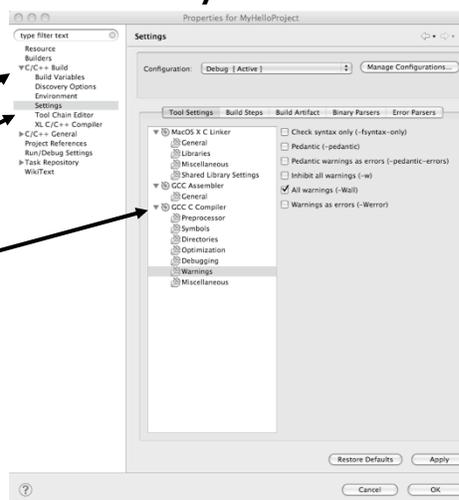 Properties for MyHelloProject
type filter text
Settings
Resource
Builders
C/C++ Build
Build Variables
Discovery Options
Environment
Settings
Tool Chain Editor
XL C/C++ Compiler
C/C++ General
Project References
Run/Debug Settings
Task Repository
WikiText
Configuration: Debug [ Active ]
Manage Configurations...
Tool Settings Build Steps Build Artifact Binary Parsers Error Parsers
MacOS X C Linker
General
Libraries
Miscellaneous
Shared Library Settings
GCC Assembler
General
GCC C Compiler
Preprocessor
Symbols
Directories
Optimization
Debugging
Warnings
Miscellaneous
Check syntax only (-fsyntax-only)
Pedantic (-pedantic)
Pedantic warnings as errors (-pedantic-errors)
Inhibit all warnings (-w)
All warnings (-Wall)
Warnings as errors (-Werror)
Restore Defaults Apply
? Cancel OK